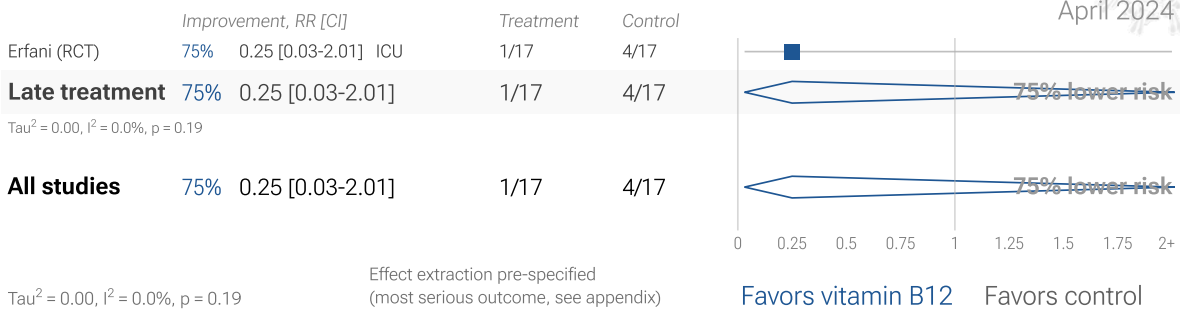 April 2024
Improvement, RR [CI] Treatment Control
Erfani (RCT) 75% 0.25 [0.03-2.01] ICU 1/17 4/17
Late treatment 75% 0.25 [0.03-2.01] 1/17 4/17 75% lower risk
Tau² = 0.00, I² = 0.0%, p = 0.19
All studies 75% 0.25 [0.03-2.01] 1/17 4/17 75% lower risk
0 0.25 0.5 0.75 1 1.25 1.5 1.75 2+
Effect extraction pre-specified
Tau² = 0.00, I² = 0.0%, p = 0.19 (most serious outcome, see appendix) Favors vitamin B12 Favors control